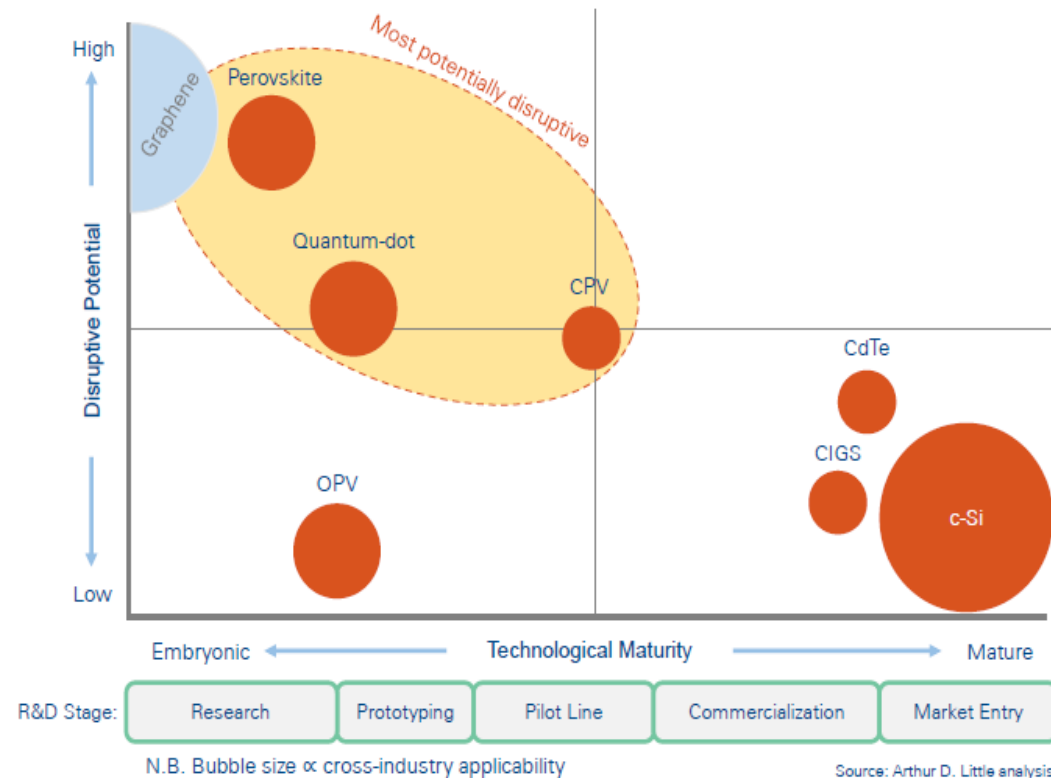 High
Graphene
Perovskite
Most potentially disruptive
Quantum-dot
CPV
Disruptive Potential
CdTe
CIGS
OPV
c-Si
Low
Embryonic
Technological Maturity
Mature
R&D Stage:
Research
Prototyping
Pilot Line
Commercialization
Market Entry
N.B. Bubble size ∝ cross-industry applicability
Source: Arthur D. Little analysis